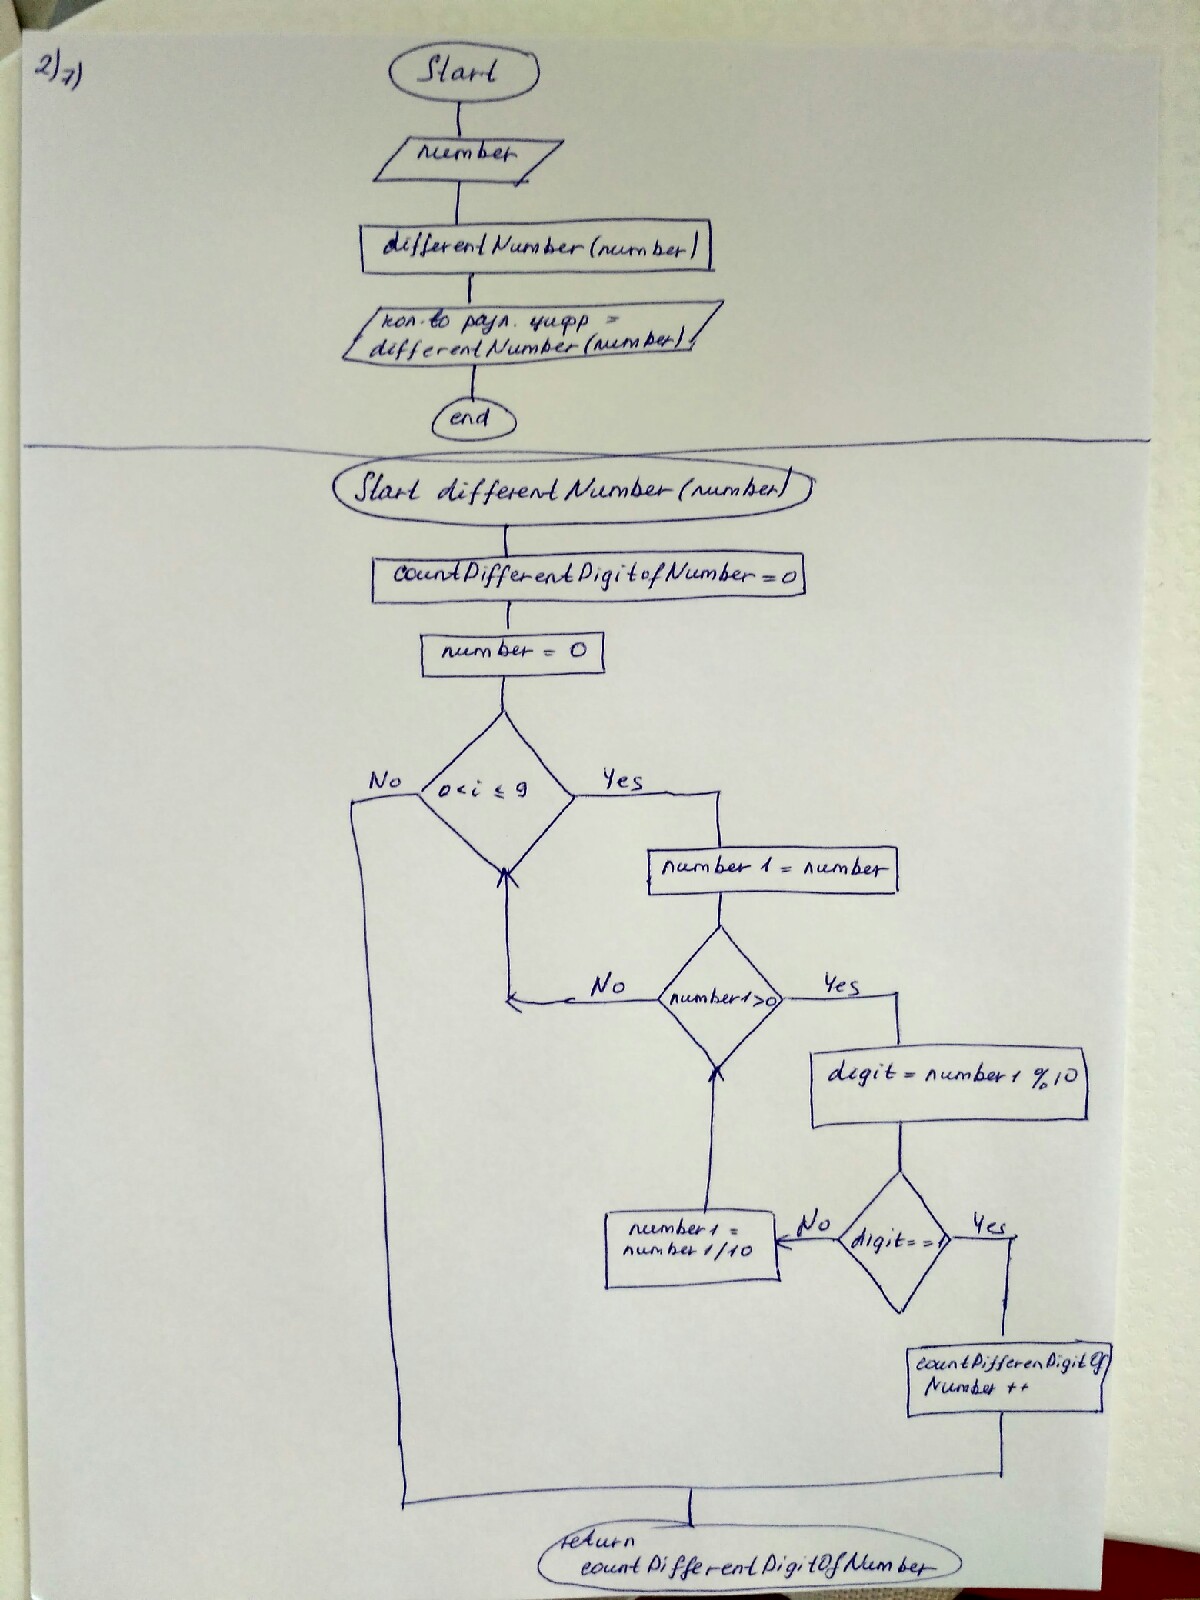 2) 7)
Start
number
differentNumber(number)
кол.во разл. цифр =
differentNumber(number)
end
Start differentNumber(number)
countDifferentDigitofNumber = 0
number = 0
No
0 < i ≤ 9
Yes
number 1 = number
No
number1>0
Yes
digit = number1 % 10
number1 =
number1/10
No
digit==1
Yes
countDifferenDigitOf
Number ++
return
countDifferentDigitOfNumber